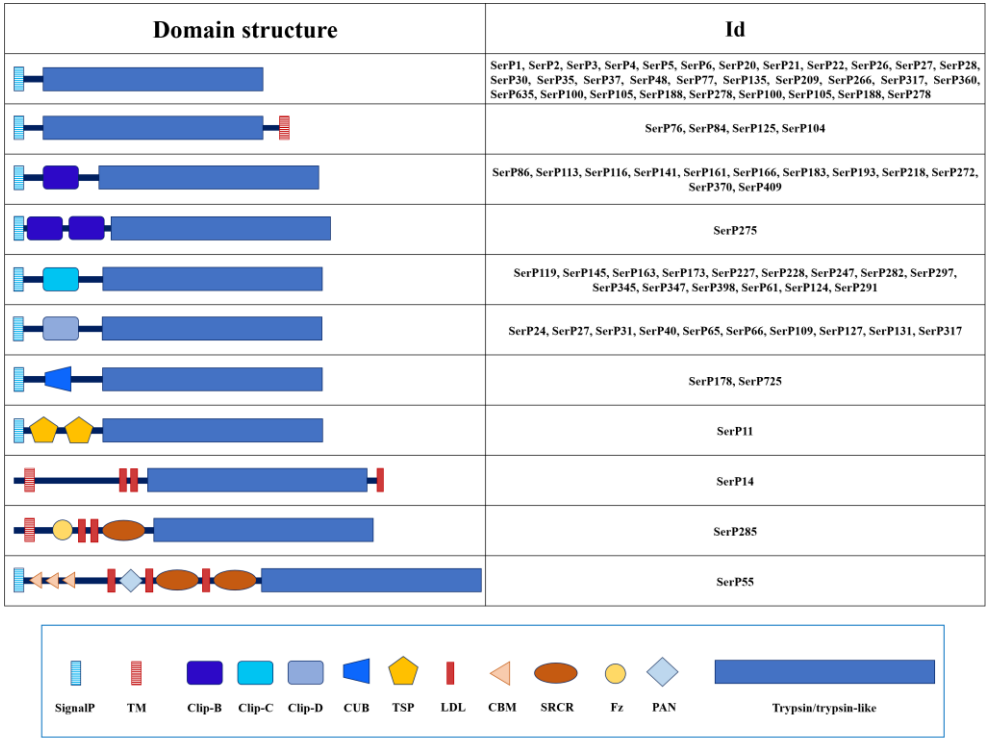 Domain structure
Id
SerP1, SerP2, SerP3, SerP4, SerP5, SerP6, SerP20, SerP21, SerP22, SerP26, SerP27, SerP28,
SerP30, SerP35, SerP37, SerP48, SerP77, SerP135, SerP209, SerP266, SerP317, SerP360,
SerP635, SerP100, SerP105, SerP188, SerP278, SerP100, SerP105, SerP188, SerP278
SerP76, SerP84, SerP125, SerP104
SerP86, SerP113, SerP116, SerP141, SerP161, SerP166, SerP183, SerP193, SerP218, SerP272,
SerP370, SerP409
SerP275
SerP119, SerP145, SerP163, SerP173, SerP227, SerP228, SerP247, SerP282, SerP297,
SerP345, SerP347, SerP398, SerP61, SerP124, SerP291
SerP24, SerP27, SerP31, SerP40, SerP65, SerP66, SerP109, SerP127, SerP131, SerP317
SerP178, SerP725
SerP11
SerP14
SerP285
SerP55
SignalP
TM
Clip-B
Clip-C
Clip-D
CUB
TSP
LDL
CBM
SRCR
Fz
PAN
Trypsin/trypsin-like